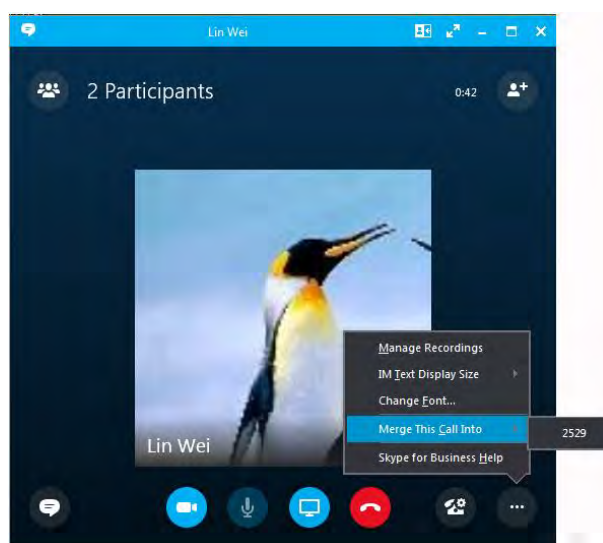 Lin Wei
2 Participants
0:42
Manage Recordings
IM Text Display Size
Change Font...
Merge This Call Into
2529
Skype for Business Help
Lin Wei